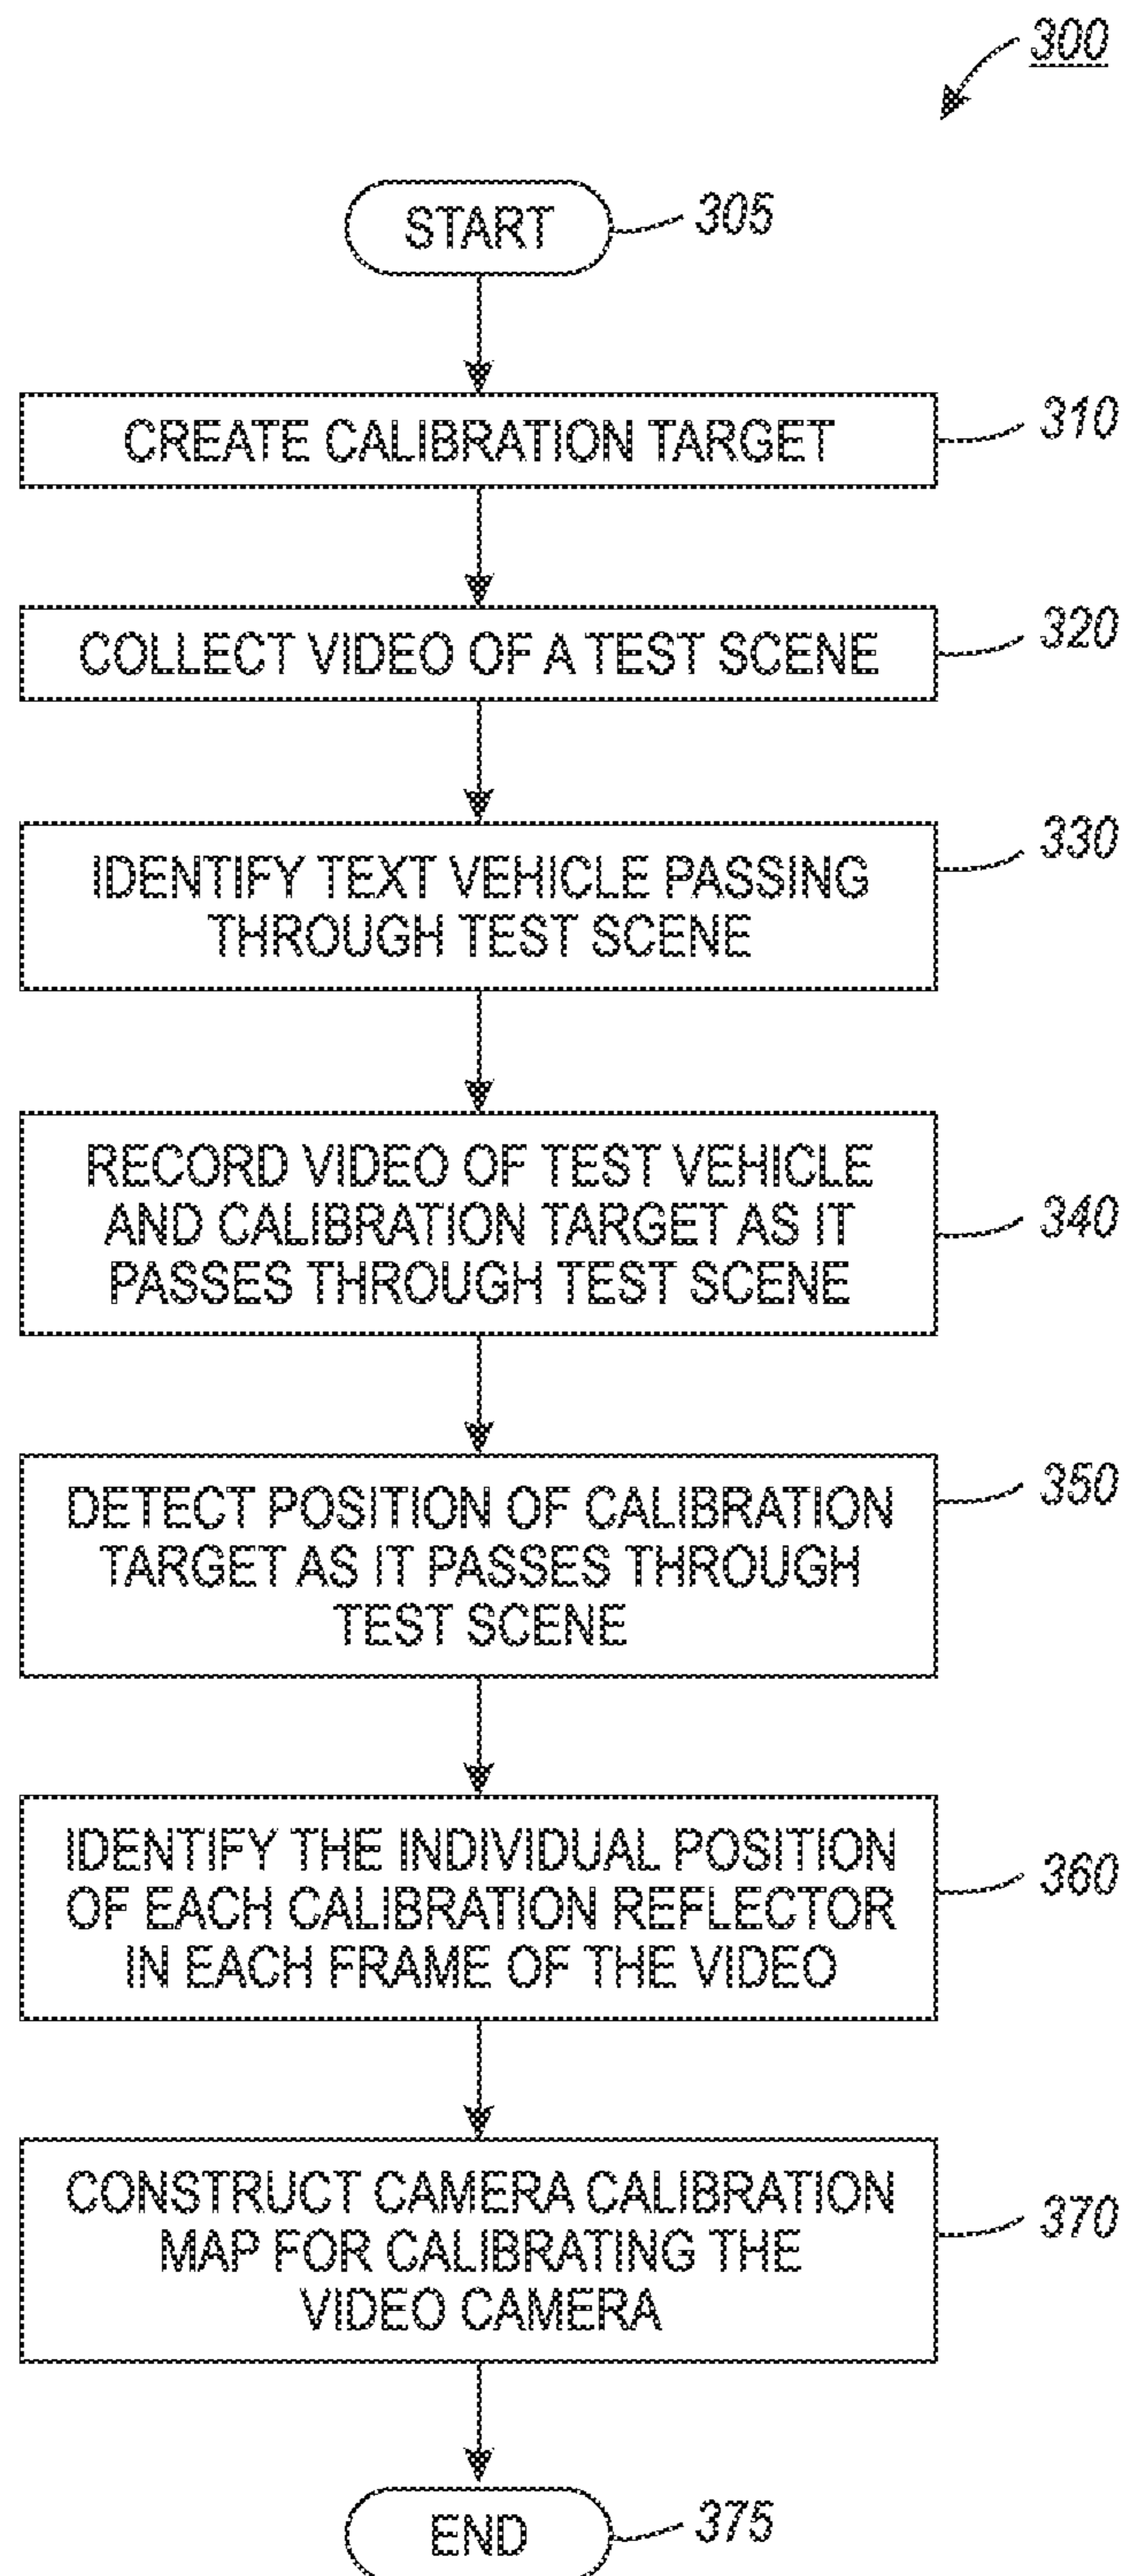 300
START
305
CREATE CALIBRATION TARGET
310
COLLECT VIDEO OF A TEST SCENE
320
IDENTIFY TEXT VEHICLE PASSING
THROUGH TEST SCENE
330
RECORD VIDEO OF TEST VEHICLE
AND CALIBRATION TARGET AS IT
PASSES THROUGH TEST SCENE
340
DETECT POSITION OF CALIBRATION
TARGET AS IT PASSES THROUGH
TEST SCENE
350
IDENTIFY THE INDIVIDUAL POSITION
OF EACH CALIBRATION REFLECTOR
IN EACH FRAME OF THE VIDEO
360
CONSTRUCT CAMERA CALIBRATION
MAP FOR CALIBRATING THE
VIDEO CAMERA
370
END
375